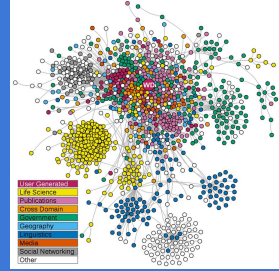 WD
User Generated
Life Science
Publications
Cross Domain
Government
Geography
Linguistics
Media
Social Networking
Other